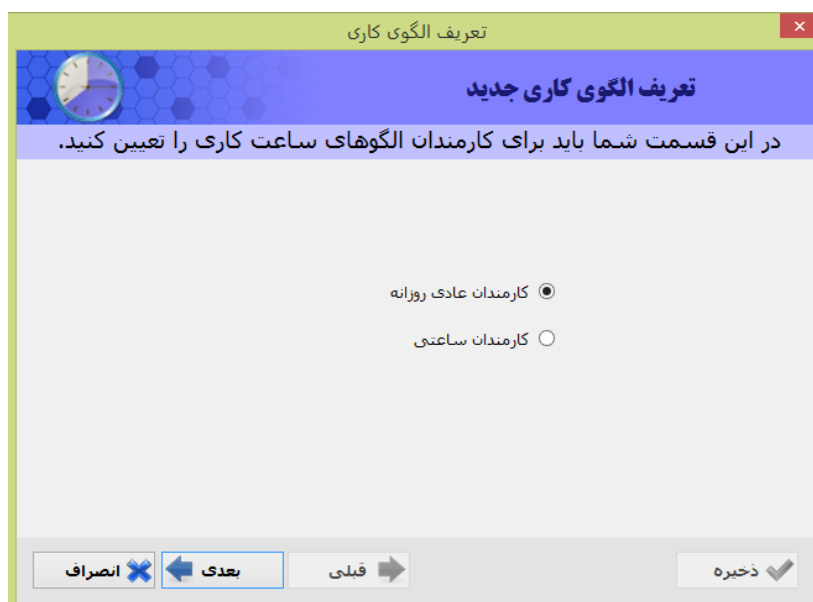 تعریف الگوی کاری
تعریف الگوی کاری جدید
در این قسمت شما باید برای کارمندان الگوهای ساعت کاری را تعیین کنید.
کارمندان عادی روزانه
کارمندان ساعتی
ذخیره
قبلی
بعدی
انصراف